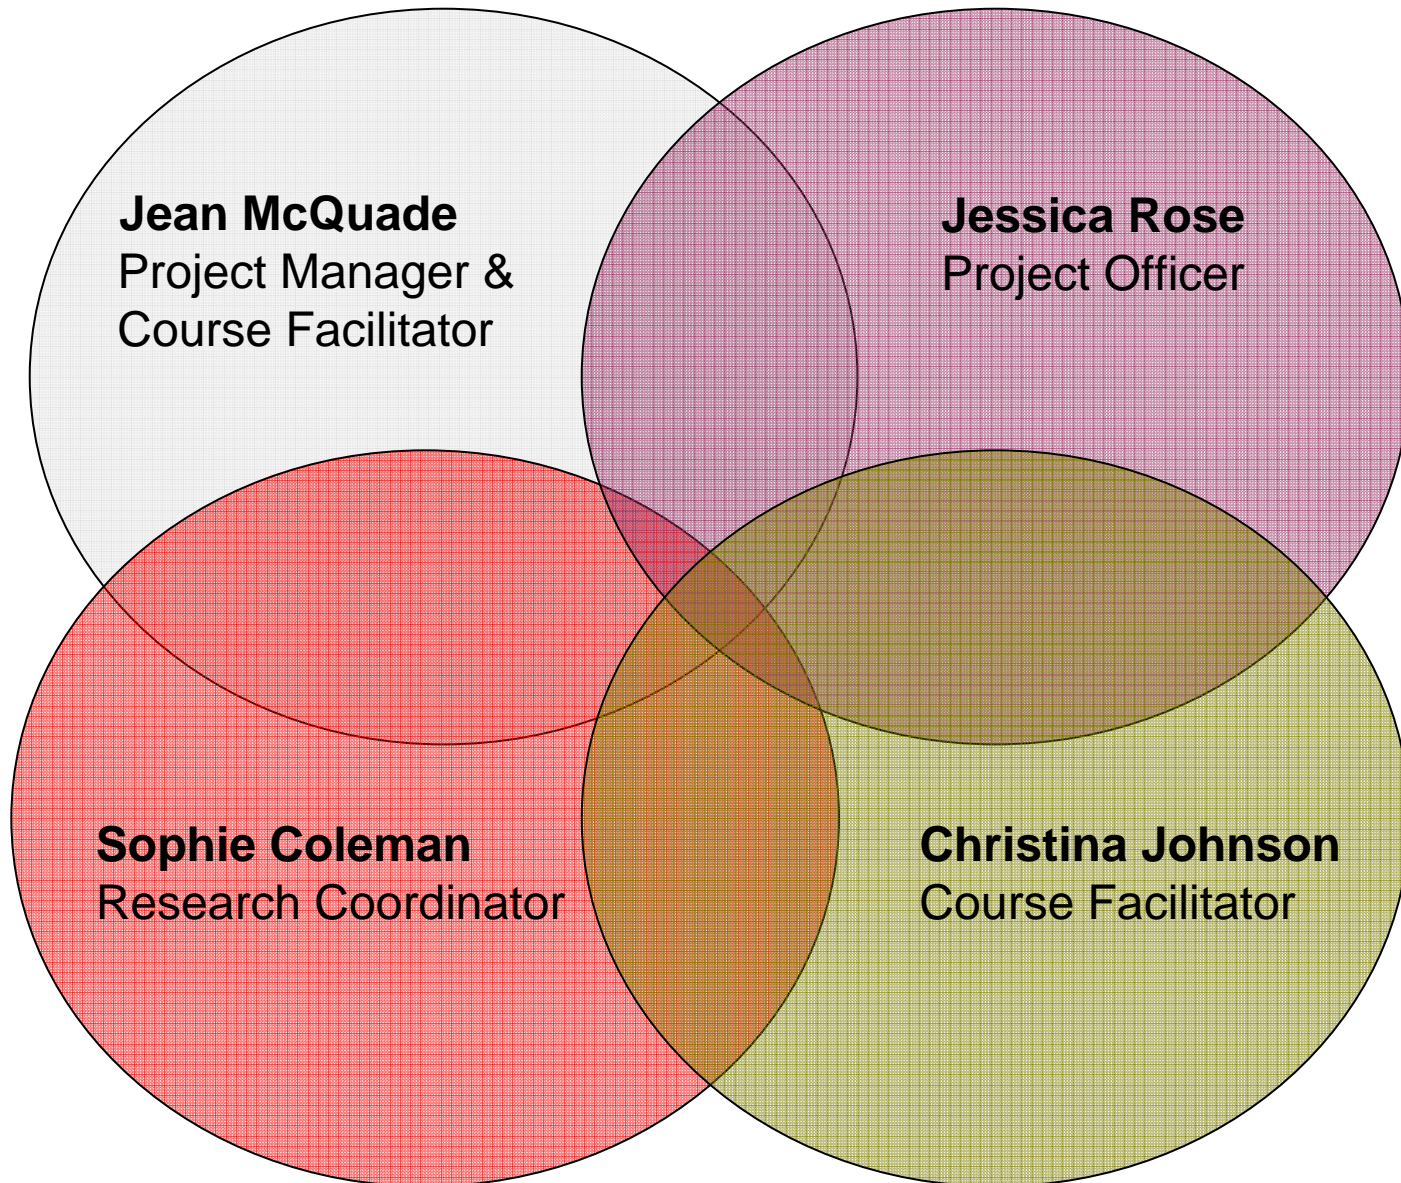 Jean McQuade
Project Manager &
Course Facilitator
Jessica Rose
Project Officer
Sophie Coleman
Research Coordinator
Christina Johnson
Course Facilitator